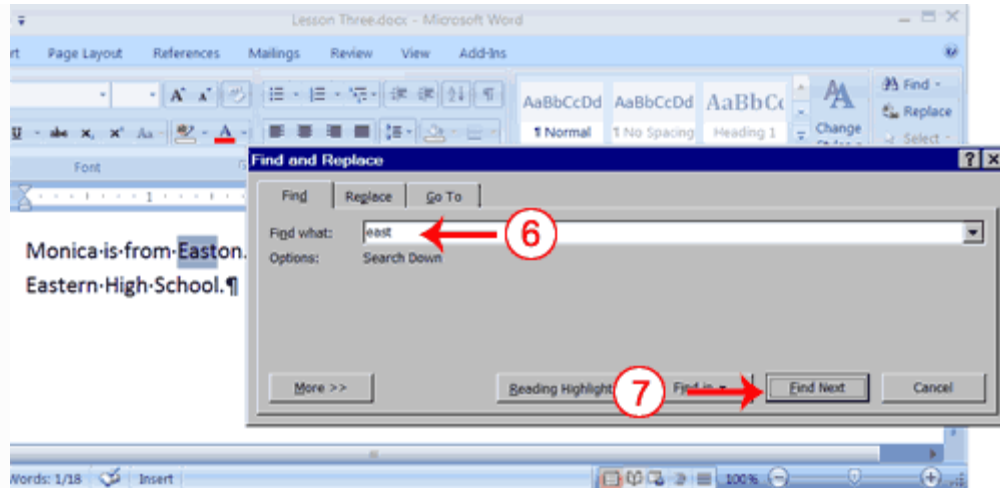 Lesson Three.docx - Microsoft Word
rt Page Layout References Mailings Review View Add-Ins
Find
Replace
Select
AaBbCcDd AaBbCcDd AaBbCc
¶ Normal ¶ No Spacing Heading 1
Change
Font
Find and Replace
Find Replace Go To
Find what: east
6
Options: Search Down
Monica·is·from·Easton.
Eastern·High·School.¶
More >>
Reading Highlight
7
Find Next
Cancel
Words: 1/18 Insert 100%